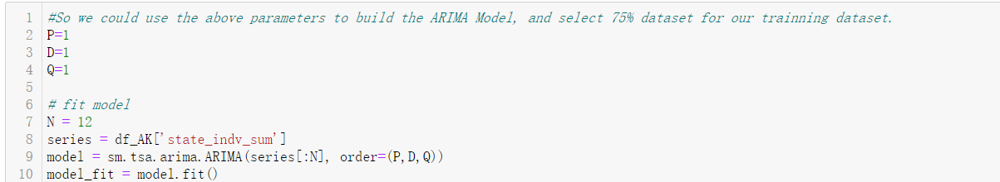 1 #So we could use the above parameters to build the ARIMA Model, and select 75% dataset for our trainning dataset.
2 P=1
3 D=1
4 Q=1
5
6 # fit model
7 N = 12
8 series = df_AK['state_indv_sum']
9 model = sm.tsa.arima.ARIMA(series[:N], order=(P,D,Q))
10 model_fit = model.fit()